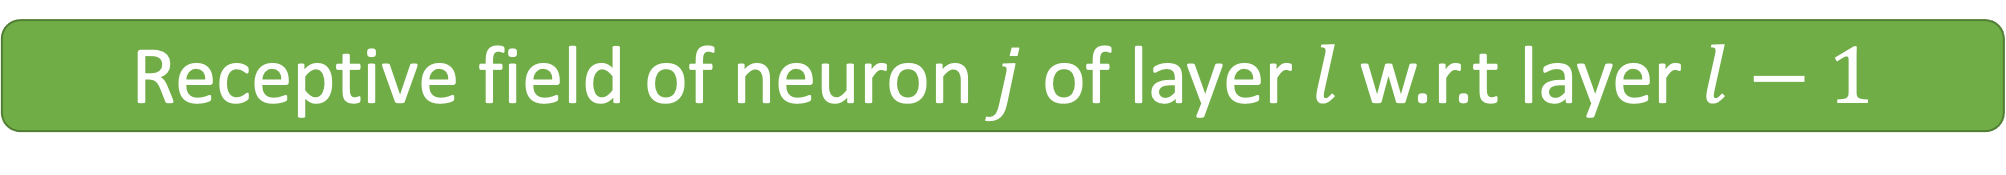 Receptive field of neuron 𝑗 of layer 𝑙 w.r.t layer 𝑙 − 1